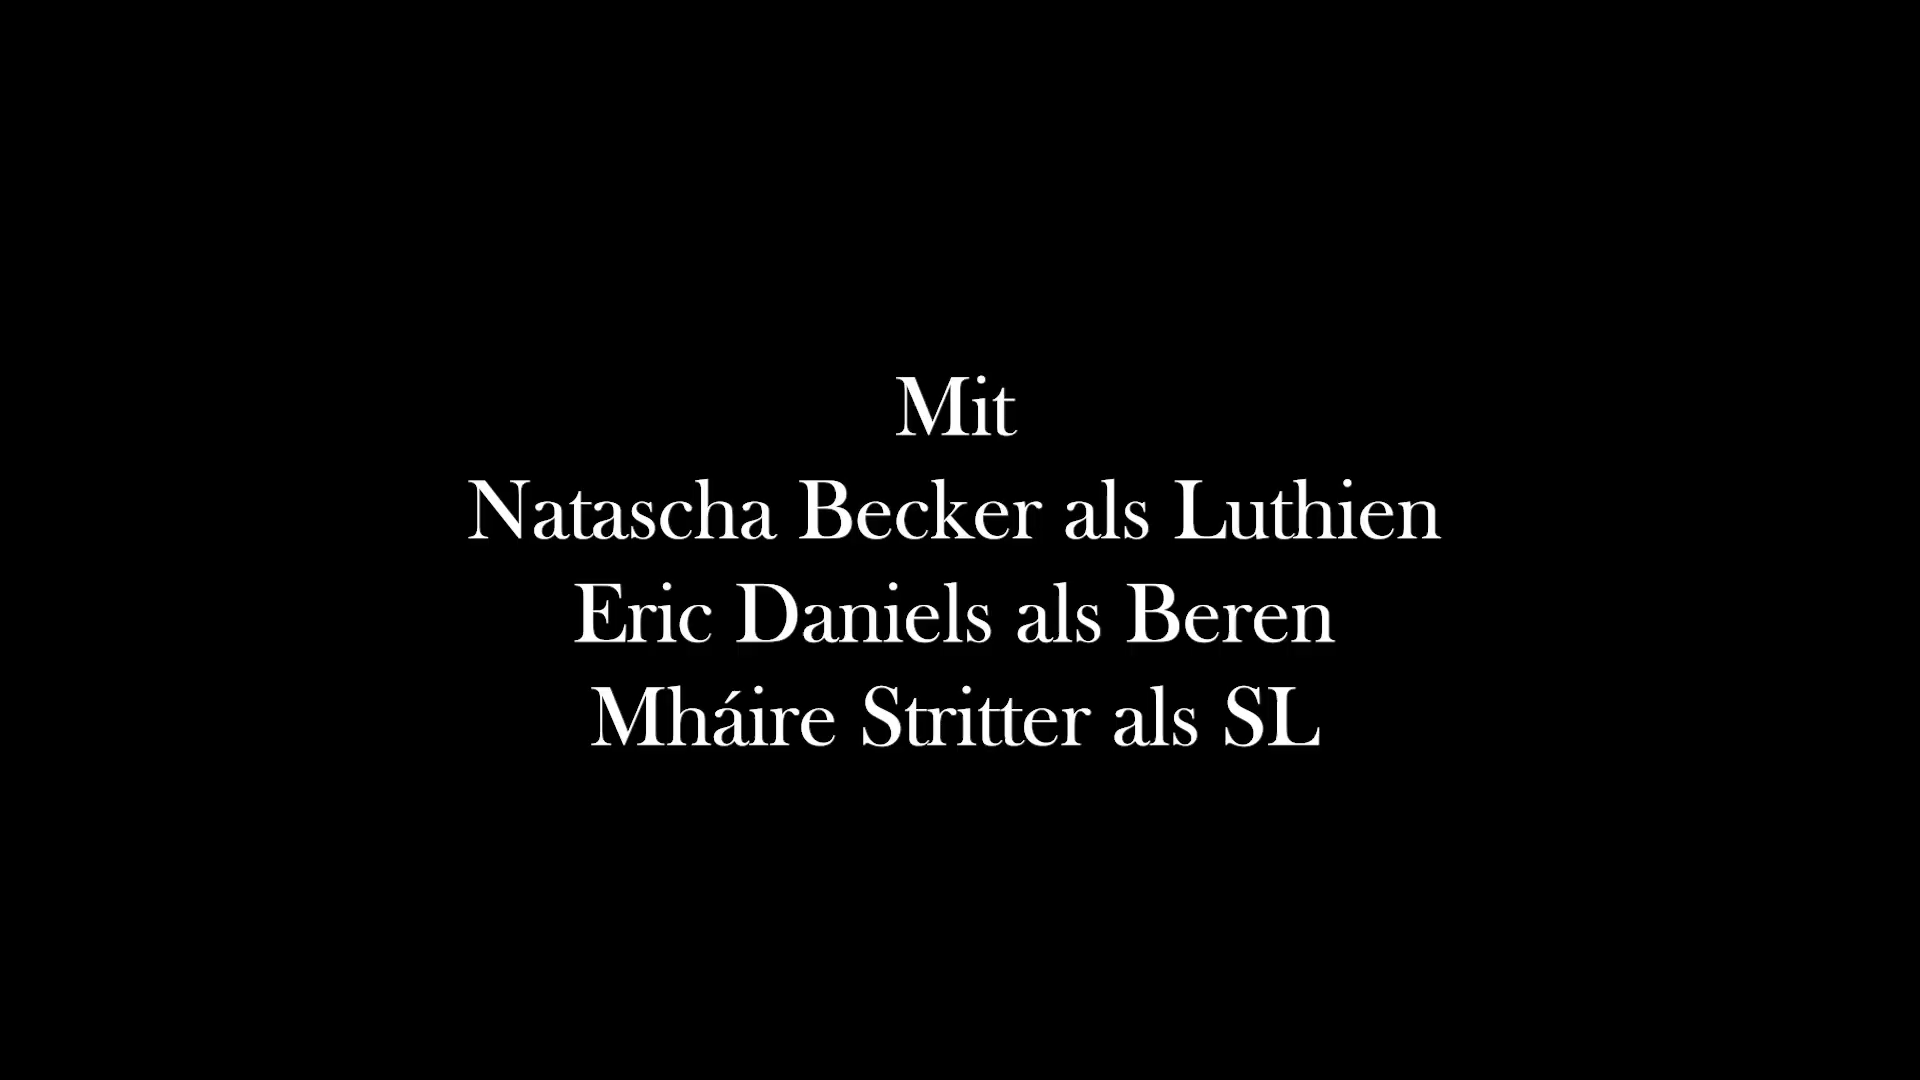 Mit
Natascha Becker als Luthien
Eric Daniels als Beren
Mháire Stritter als SL